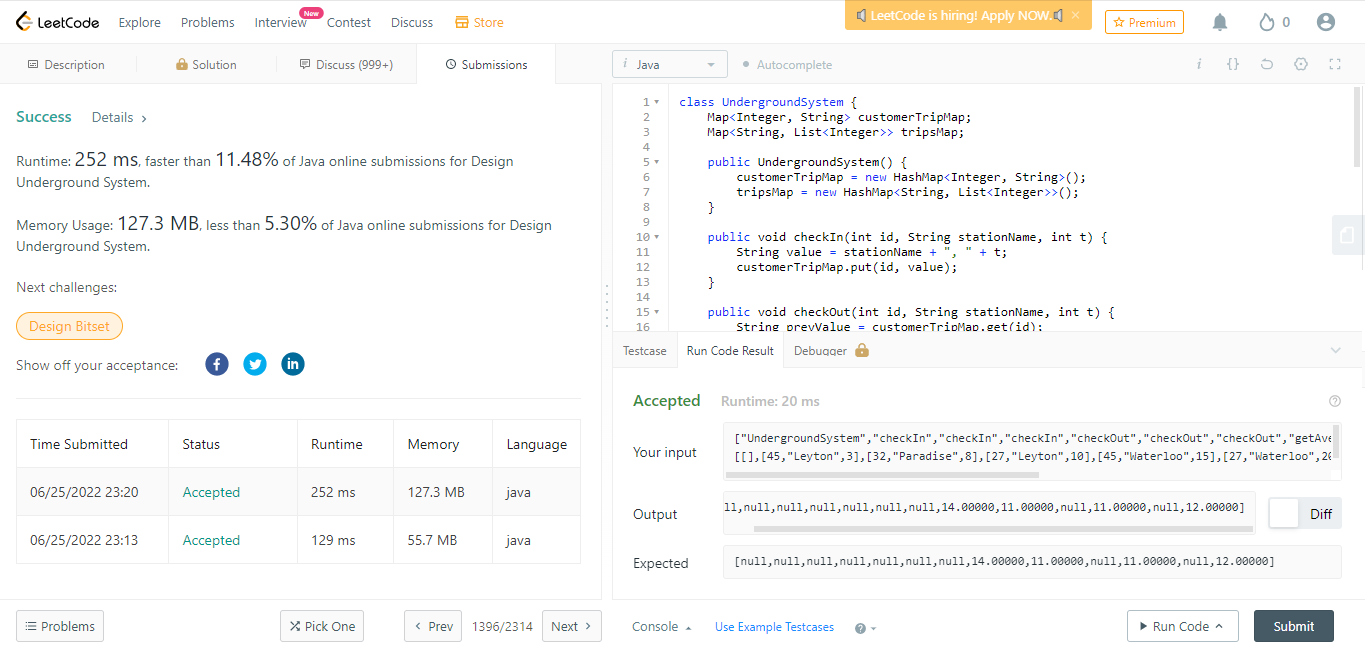 LeetCode
Explore
Problems
Interview
New
Contest
Discuss
Store
LeetCode is hiring! Apply NOW.
×
Premium
0
Description
Solution
Discuss (999+)
Submissions
i Java
Autocomplete
i {}
Success Details >
Runtime: 252 ms, faster than 11.48% of Java online submissions for Design
Underground System.
Memory Usage: 127.3 MB, less than 5.30% of Java online submissions for Design
Underground System.
Next challenges:
Design Bitset
Show off your acceptance:
Time Submitted Status Runtime Memory Language
06/25/2022 23:20 Accepted 252 ms 127.3 MB java
06/25/2022 23:13 Accepted 129 ms 55.7 MB java
1 class UndergroundSystem {
2 Map<Integer, String> customerTripMap;
3 Map<String, List<Integer>> tripsMap;
4
5 public UndergroundSystem() {
6 customerTripMap = new HashMap<Integer, String>();
7 tripsMap = new HashMap<String, List<Integer>>();
8 }
9
10 public void checkIn(int id, String stationName, int t) {
11 String value = stationName + ", " + t;
12 customerTripMap.put(id, value);
13 }
14
15 public void checkOut(int id, String stationName, int t) {
16 String prevValue = customerTripMap.get(id);
Testcase Run Code Result Debugger
Accepted Runtime: 20 ms
Your input
["UndergroundSystem","checkIn","checkIn","checkIn","checkOut","checkOut","checkOut","getAve
[[],[45,"Leyton",3],[32,"Paradise",8],[27,"Leyton",10],[45,"Waterloo",15],[27,"Waterloo",20
Output
ll,null,null,null,null,null,null,14.00000,11.00000,null,11.00000,null,12.00000]
Diff
Expected
[null,null,null,null,null,null,null,14.00000,11.00000,null,11.00000,null,12.00000]
Problems
Pick One
< Prev
1396/2314
Next >
Console
Use Example Testcases
Run Code
Submit